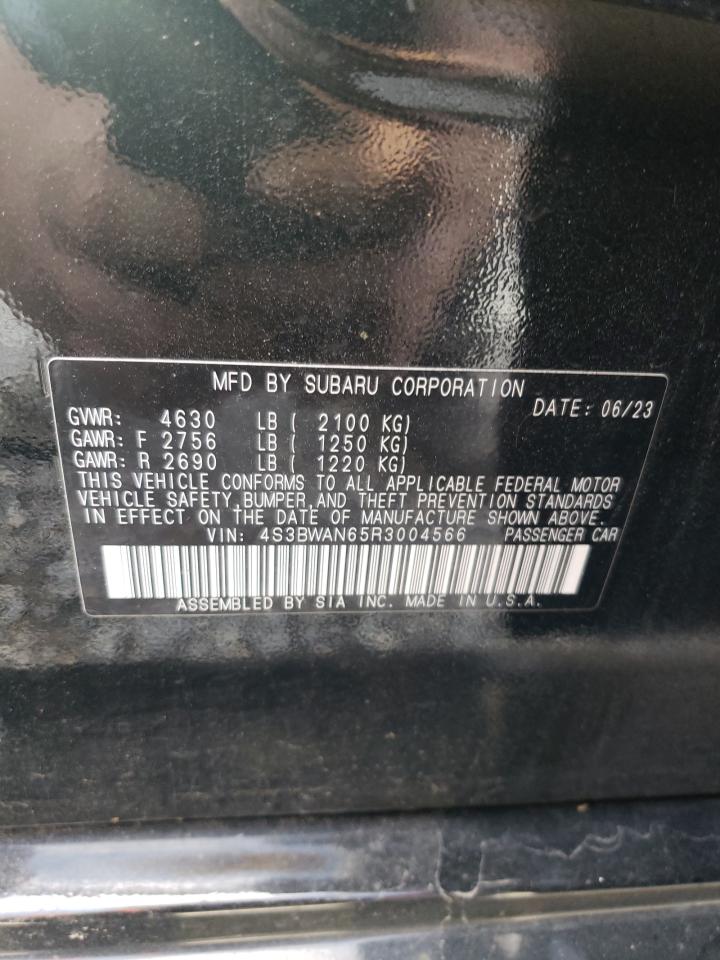 MFD BY SUBARU CORPORATION DATE: 06/23
GVWR: 4630 LB ( 2100 KG)
GAWR: F 2756 LB ( 1250 KG)
GAWR: R 2690 LB ( 1220 KG)
THIS VEHICLE CONFORMS TO ALL APPLICABLE FEDERAL MOTOR
VEHICLE SAFETY,BUMPER,AND THEFT PREVENTION STANDARDS
IN EFFECT ON THE DATE OF MANUFACTURE SHOWN ABOVE.
VIN: 4S3BWAN65R3004566 PASSENGER CAR
ASSEMBLED BY SIA INC. MADE IN U.S.A.